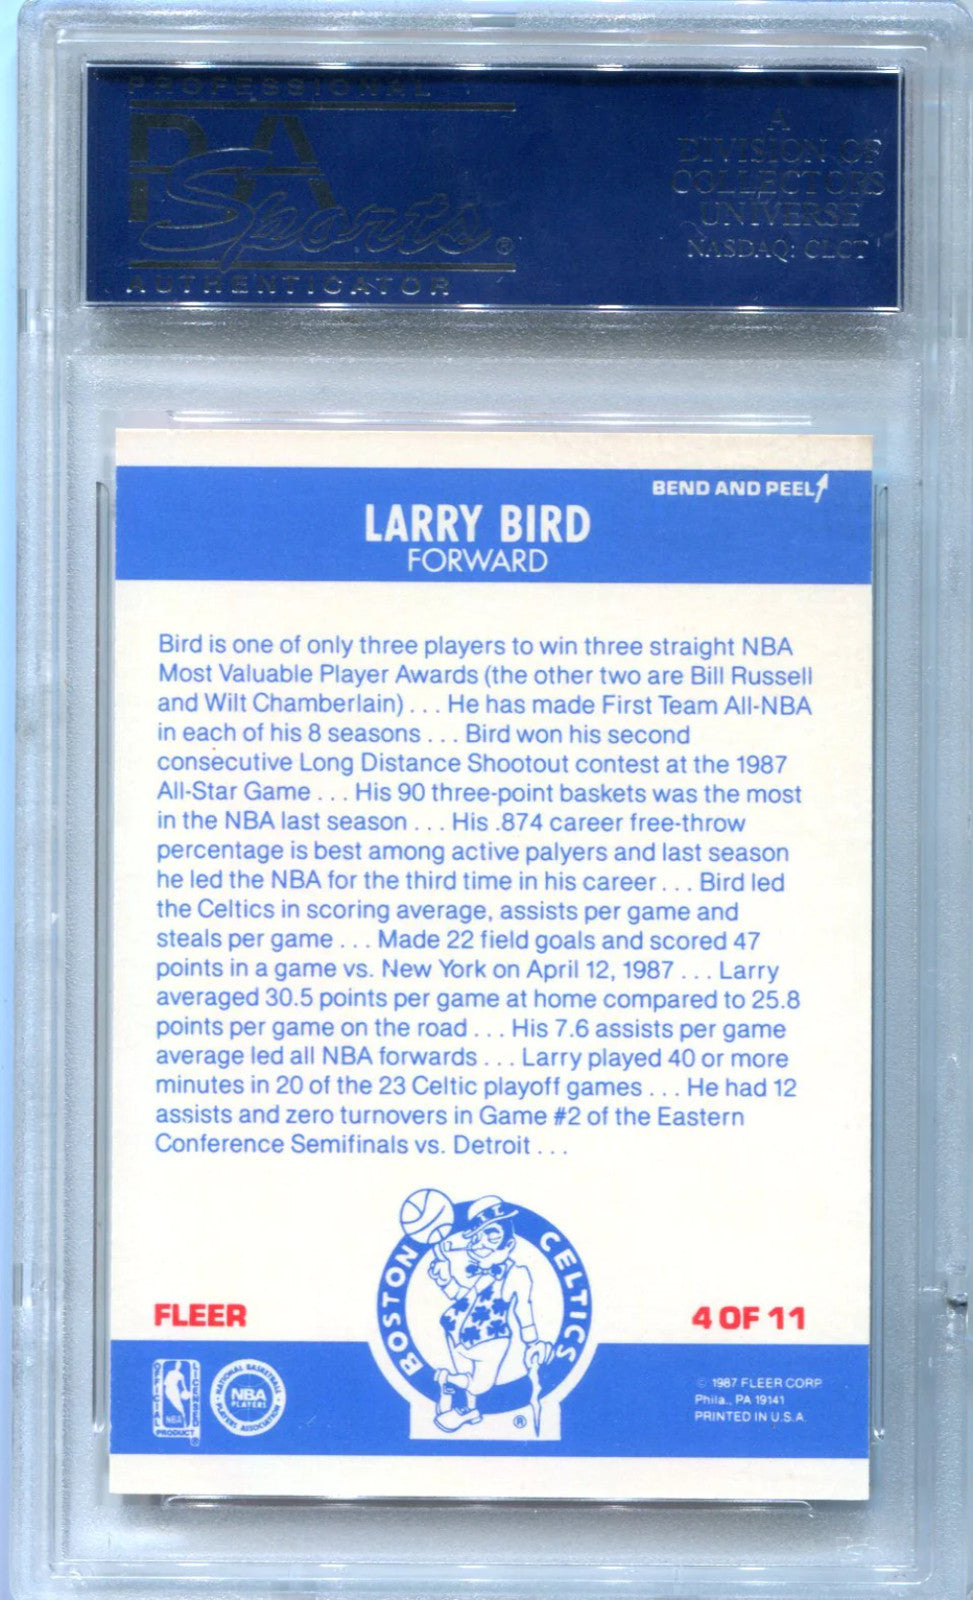 PROFESSIONAL
PSA
Sports®
AUTHENTICATOR
A
DIVISION OF
COLLECTORS
UNIVERSE
NASDAQ: CLCT
BEND AND PEEL
LARRY BIRD
FORWARD
Bird is one of only three players to win three straight NBA
Most Valuable Player Awards (the other two are Bill Russell
and Wilt Chamberlain) . . . He has made First Team All-NBA
in each of his 8 seasons . . . Bird won his second
consecutive Long Distance Shootout contest at the 1987
All-Star Game . . . His 90 three-point baskets was the most
in the NBA last season . . . His .874 career free-throw
percentage is best among active palyers and last season
he led the NBA for the third time in his career . . . Bird led
the Celtics in scoring average, assists per game and
steals per game . . . Made 22 field goals and scored 47
points in a game vs. New York on April 12, 1987 . . . Larry
averaged 30.5 points per game at home compared to 25.8
points per game on the road . . . His 7.6 assists per game
average led all NBA forwards . . . Larry played 40 or more
minutes in 20 of the 23 Celtic playoff games . . . He had 12
assists and zero turnovers in Game #2 of the Eastern
Conference Semifinals vs. Detroit . . .
BOSTON CELTICS
®
FLEER
4 OF 11
OFFICIAL LICENSED
NBA
PRODUCT ®
NATIONAL BASKETBALL
NBA
PLAYERS
PLAYERS ASSOCIATION
© 1987 FLEER CORP.
Phila., PA 19141
PRINTED IN U.S.A.